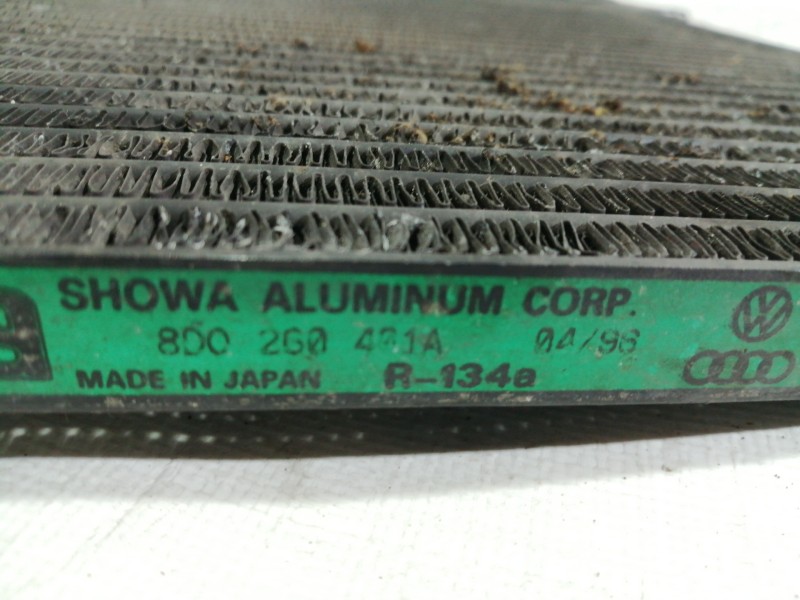 SHOWA ALUMINUM CORP.
8D0 260 401A 04/96
MADE IN JAPAN R-134a